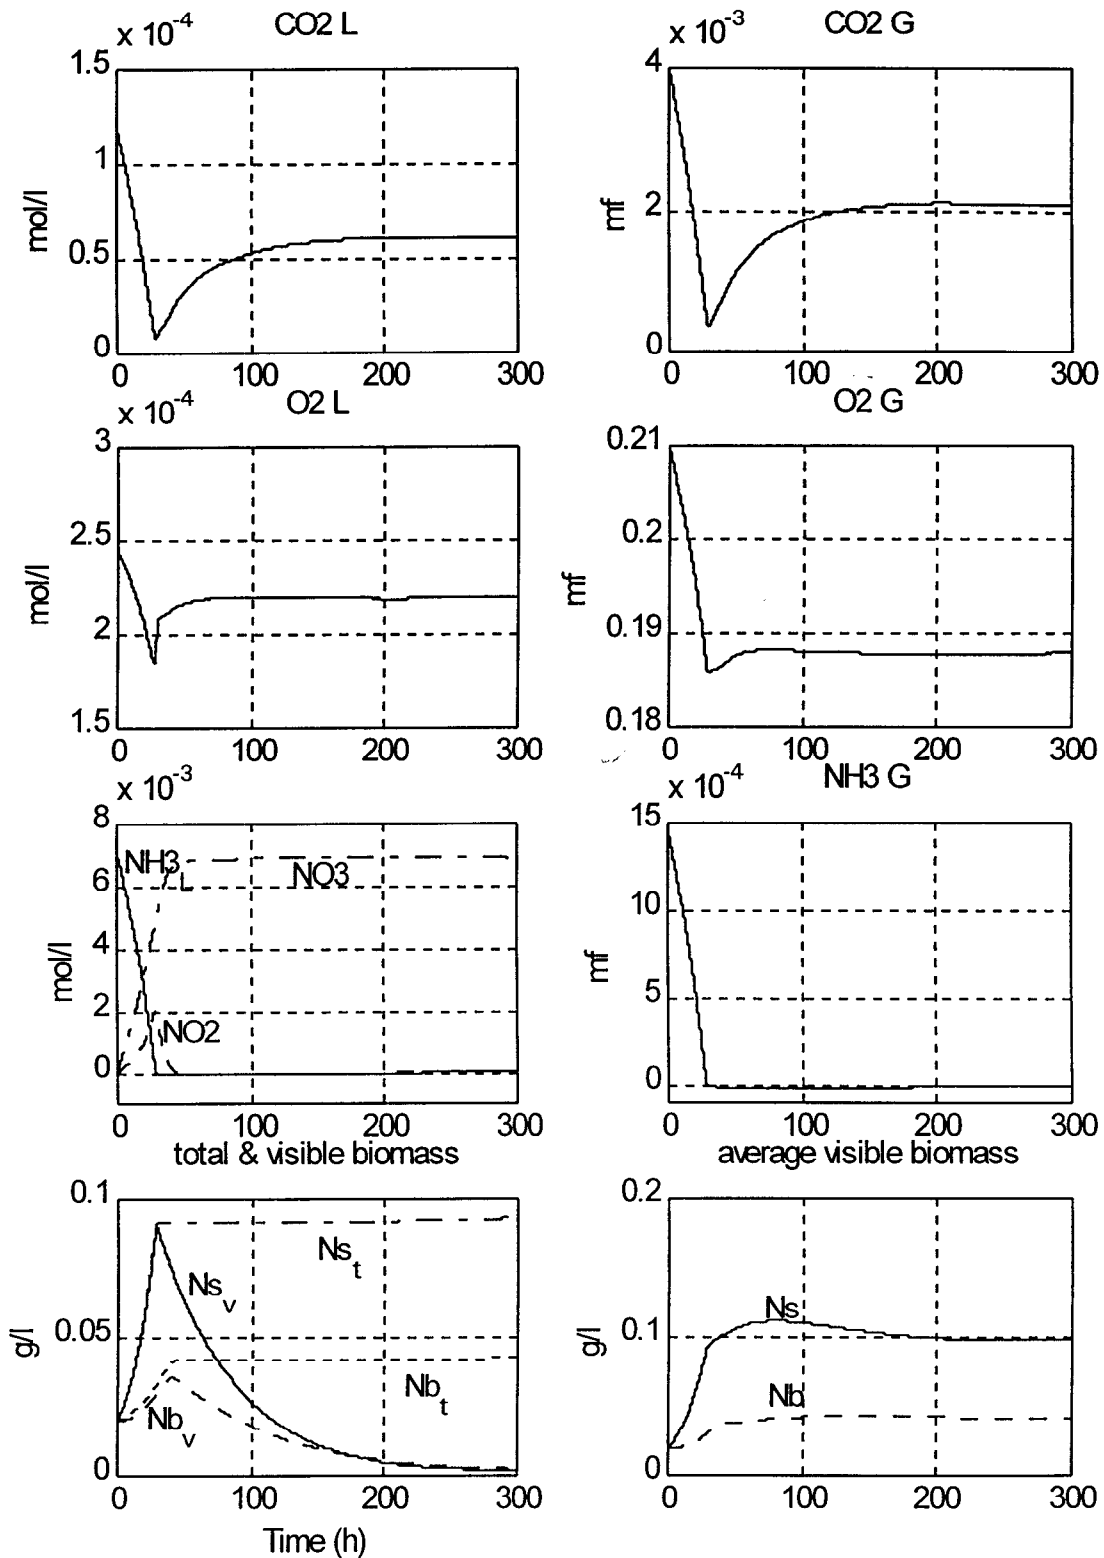 x 10-4 CO2 L
1.5
1
0.5
0
mol/l
0 100 200 300
x 10-3 CO2 G
4
2
0
mf
0 100 200 300
x 10-4 O2 L
3
2.5
2
1.5
mol/l
0 100 200 300
O2 G
0.21
0.2
0.19
0.18
mf
0 100 200 300
x 10-3
8
6
4
2
0
mol/l
NH3L
NO3
NO2
0 100 200 300
x 10-4 NH3 G
15
10
5
0
mf
0 100 200 300
total & visible biomass
0.1
0.05
0
g/l
Nst
Nsv
Nbt
Nbv
0 100 200 300
Time (h)
average visible biomass
0.2
0.1
0
g/l
Ns
Nb
0 100 200 300